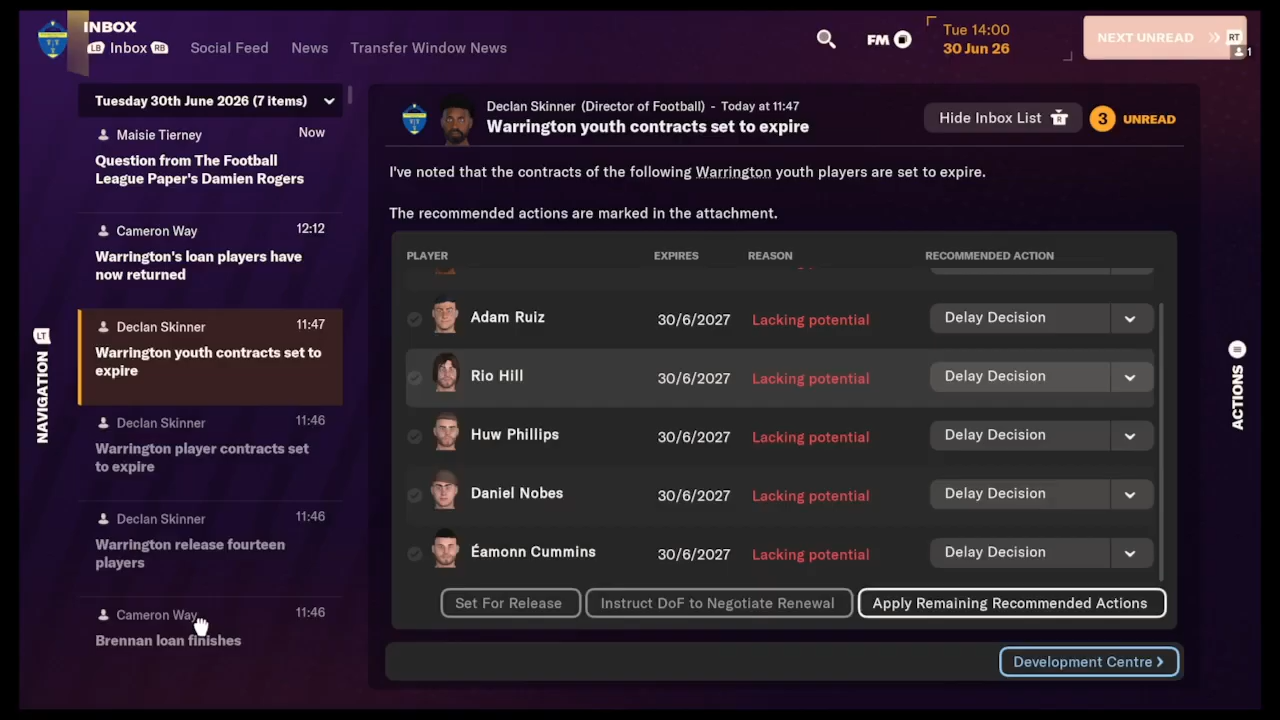 INBOX
LB Inbox RB
Social Feed
News
Transfer Window News
FM
Tue 14:00
30 Jun 26
NEXT UNREAD
RT
1
Tuesday 30th June 2026 (7 items)
Maisie Tierney
Now
Question from The Football
League Paper's Damien Rogers
Cameron Way
12:12
Warrington's loan players have
now returned
Declan Skinner
11:47
Warrington youth contracts set to
expire
Declan Skinner
11:46
Warrington player contracts set
to expire
Declan Skinner
11:46
Warrington release fourteen
players
Cameron Way
11:46
Brennan loan finishes
LT
NAVIGATION
Declan Skinner (Director of Football) - Today at 11:47
Warrington youth contracts set to expire
Hide Inbox List
R
3 UNREAD
I've noted that the contracts of the following Warrington youth players are set to expire.
The recommended actions are marked in the attachment.
PLAYER EXPIRES REASON RECOMMENDED ACTION
Adam Ruiz 30/6/2027 Lacking potential Delay Decision
Rio Hill 30/6/2027 Lacking potential Delay Decision
Huw Phillips 30/6/2027 Lacking potential Delay Decision
Daniel Nobes 30/6/2027 Lacking potential Delay Decision
Éamonn Cummins 30/6/2027 Lacking potential Delay Decision
Set For Release
Instruct DoF to Negotiate Renewal
Apply Remaining Recommended Actions
Development Centre
ACTIONS